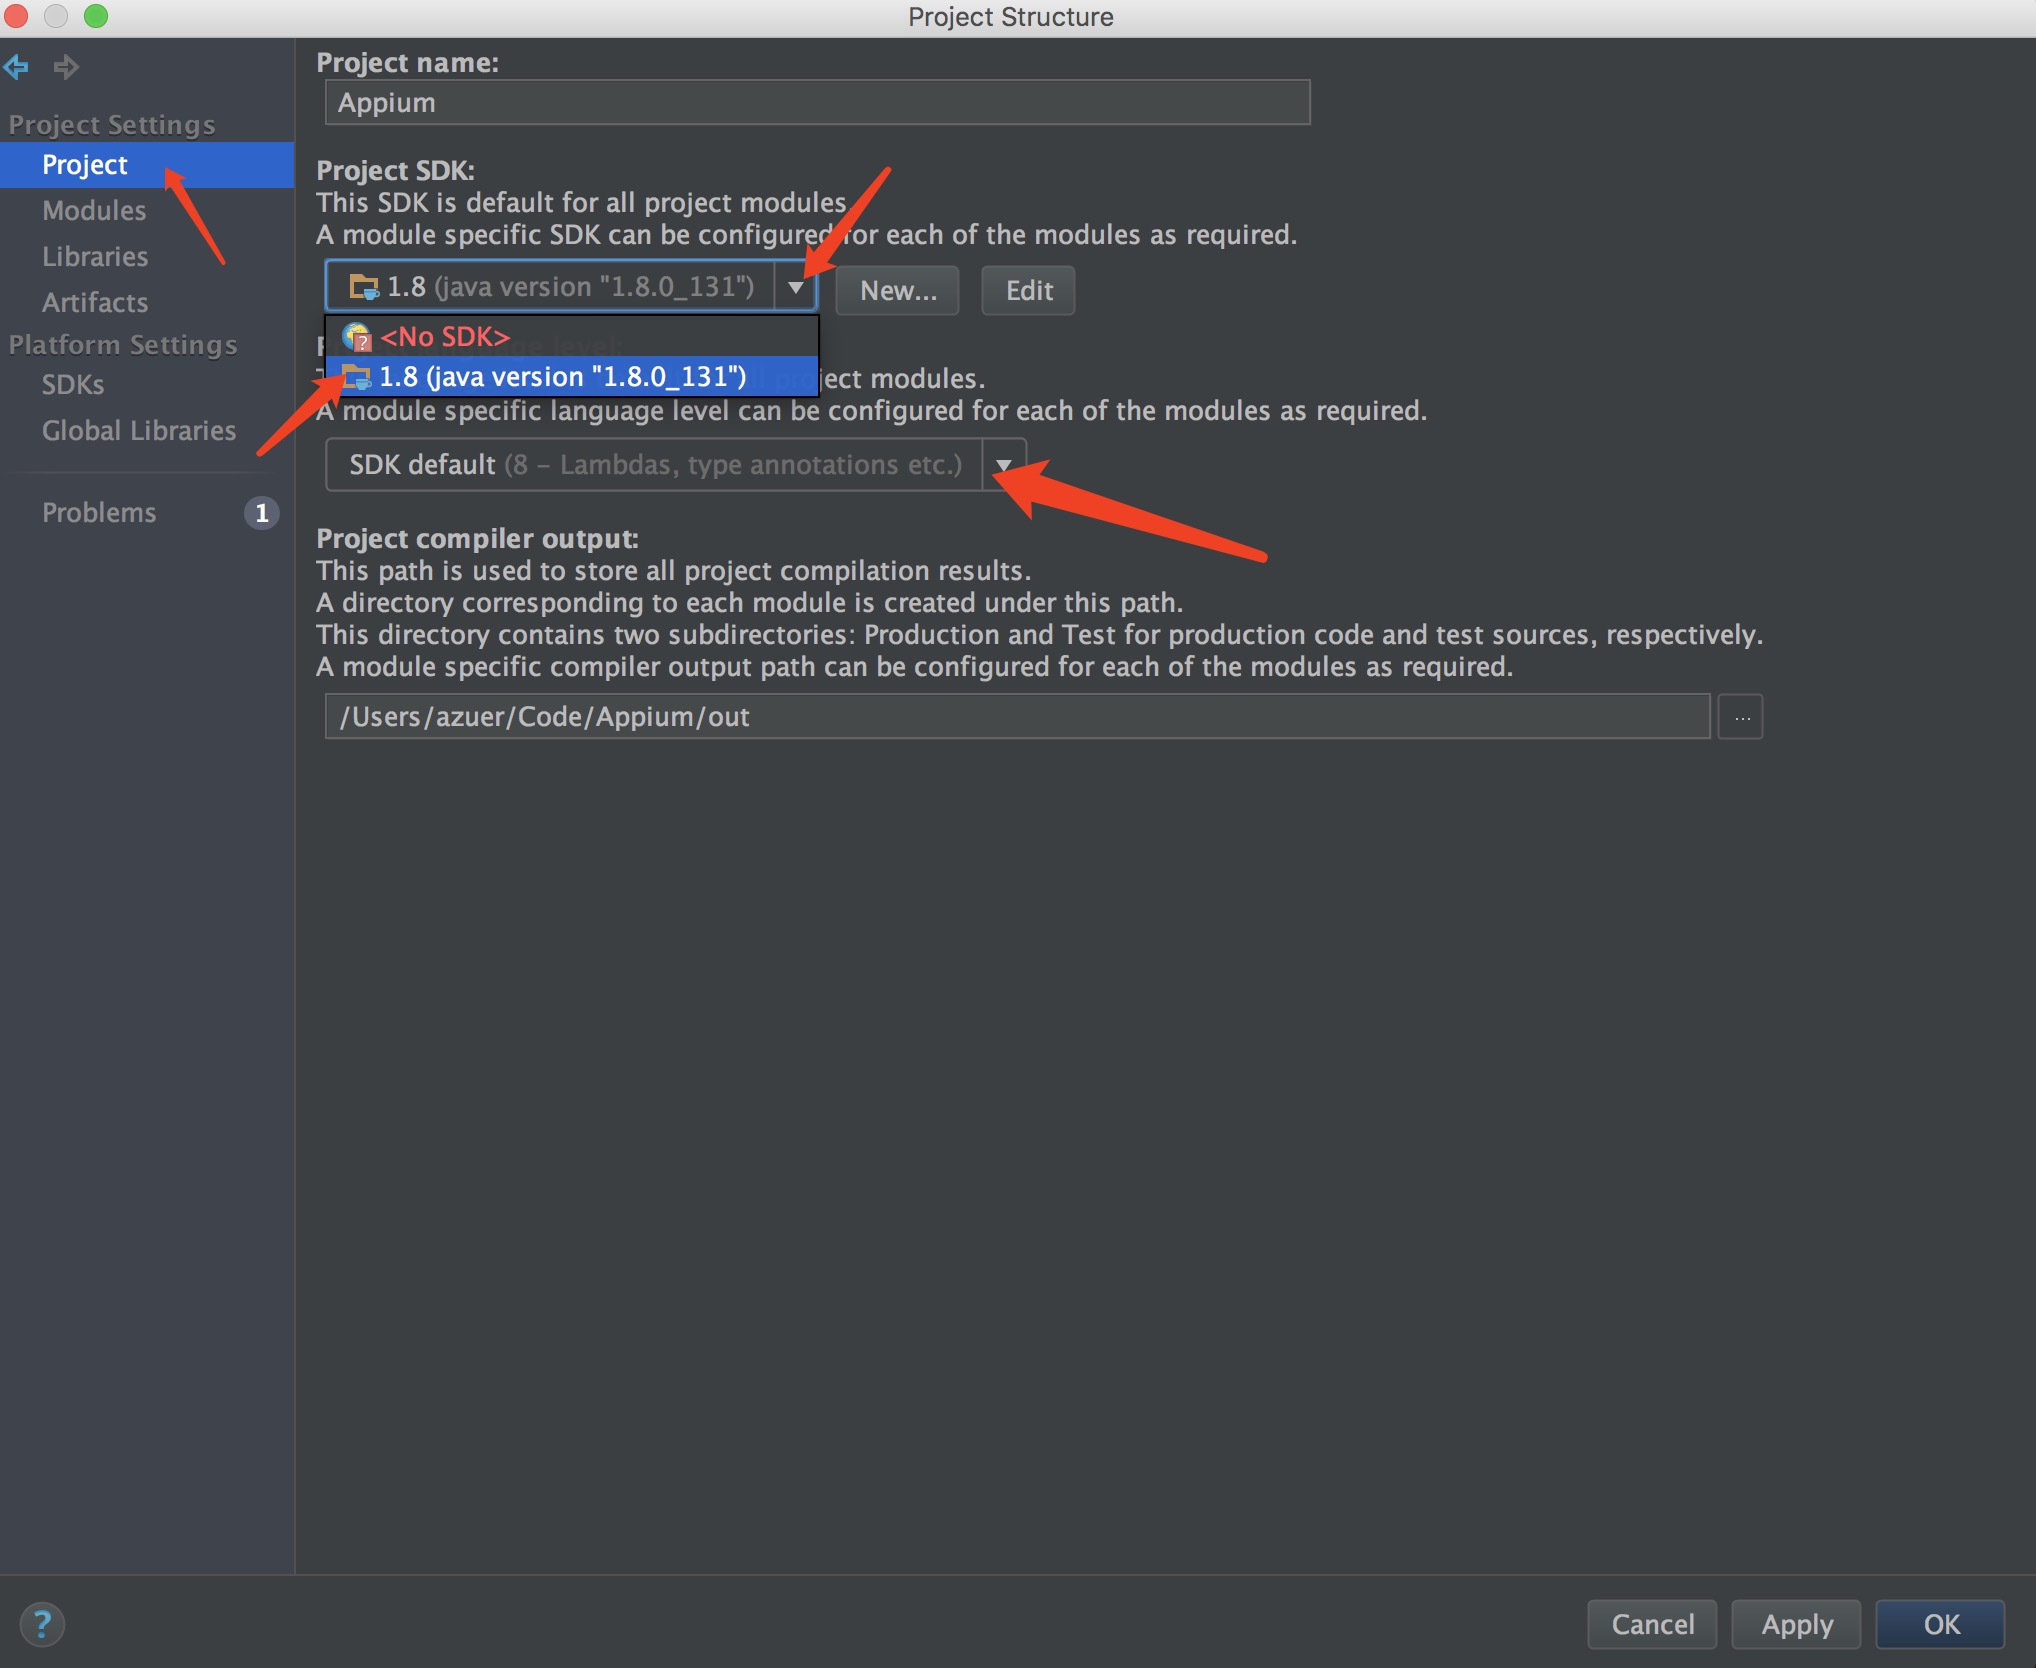 Project Structure
Project Settings
Project
Modules
Libraries
Artifacts
Platform Settings
SDKs
Global Libraries
Problems 1
Project name:
Appium
Project SDK:
This SDK is default for all project modules.
A module specific SDK can be configured for each of the modules as required.
1.8 (java version "1.8.0_131") New... Edit
<No SDK>
1.8 (java version "1.8.0_131") ject modules.
A module specific language level can be configured for each of the modules as required.
SDK default (8 – Lambdas, type annotations etc.)
Project compiler output:
This path is used to store all project compilation results.
A directory corresponding to each module is created under this path.
This directory contains two subdirectories: Production and Test for production code and test sources, respectively.
A module specific compiler output path can be configured for each of the modules as required.
/Users/azuer/Code/Appium/out ...
? Cancel Apply OK